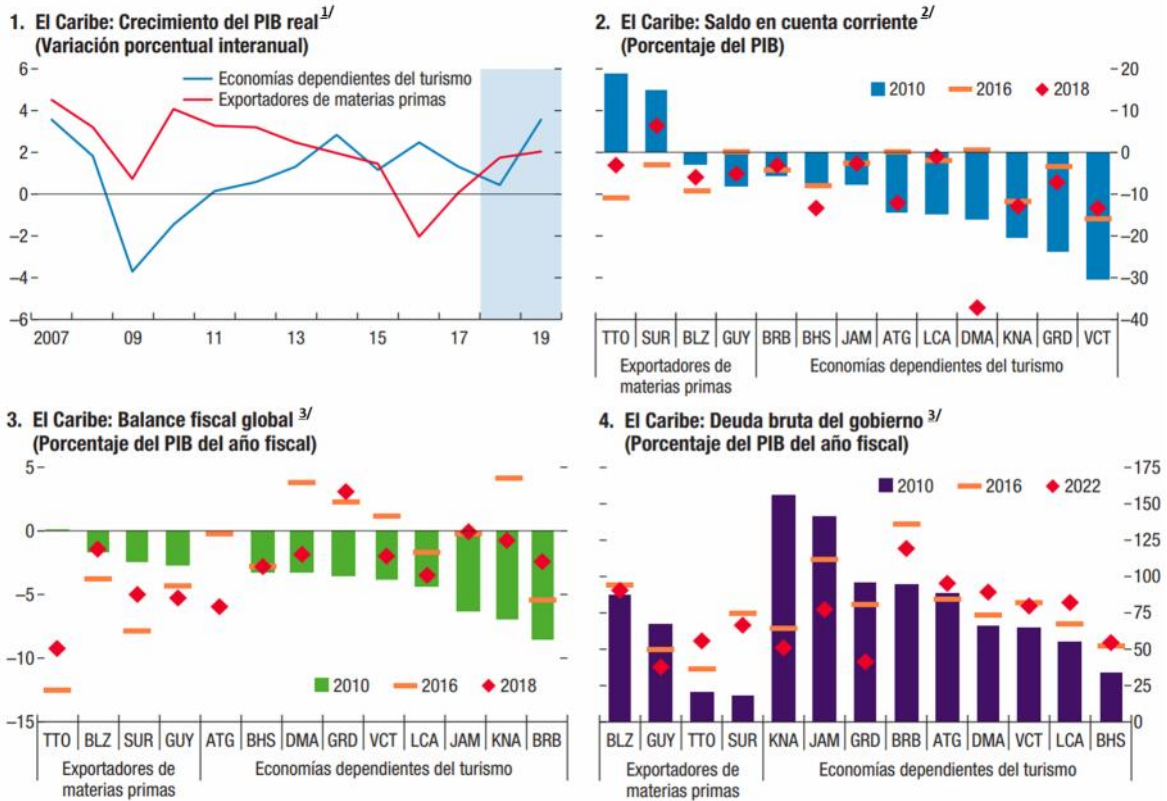 1. El Caribe: Crecimiento del PIB real 1/
(Variación porcentual interanual)
6
4
2
0
–2
–4
–6
Economías dependientes del turismo
Exportadores de materias primas
2007 09 11 13 15 17 19
2. El Caribe: Saldo en cuenta corriente 2/
(Porcentaje del PIB)
2010 2016 2018
20
10
0
–10
–20
–30
–40
TTO SUR BLZ GUY BRB BHS JAM ATG LCA DMA KNA GRD VCT
Exportadores de
materias primas
Economías dependientes del turismo
3. El Caribe: Balance fiscal global 3/
(Porcentaje del PIB del año fiscal)
5
0
–5
–10
–15
2010 2016 2018
TTO BLZ SUR GUY ATG BHS DMA GRD VCT LCA JAM KNA BRB
Exportadores de
materias primas
Economías dependientes del turismo
4. El Caribe: Deuda bruta del gobierno 3/
(Porcentaje del PIB del año fiscal)
2010 2016 2022
175
150
125
100
75
50
25
0
BLZ GUY TTO SUR KNA JAM GRD BRB ATG DMA VCT LCA BHS
Exportadores de
materias primas
Economías dependientes del turismo